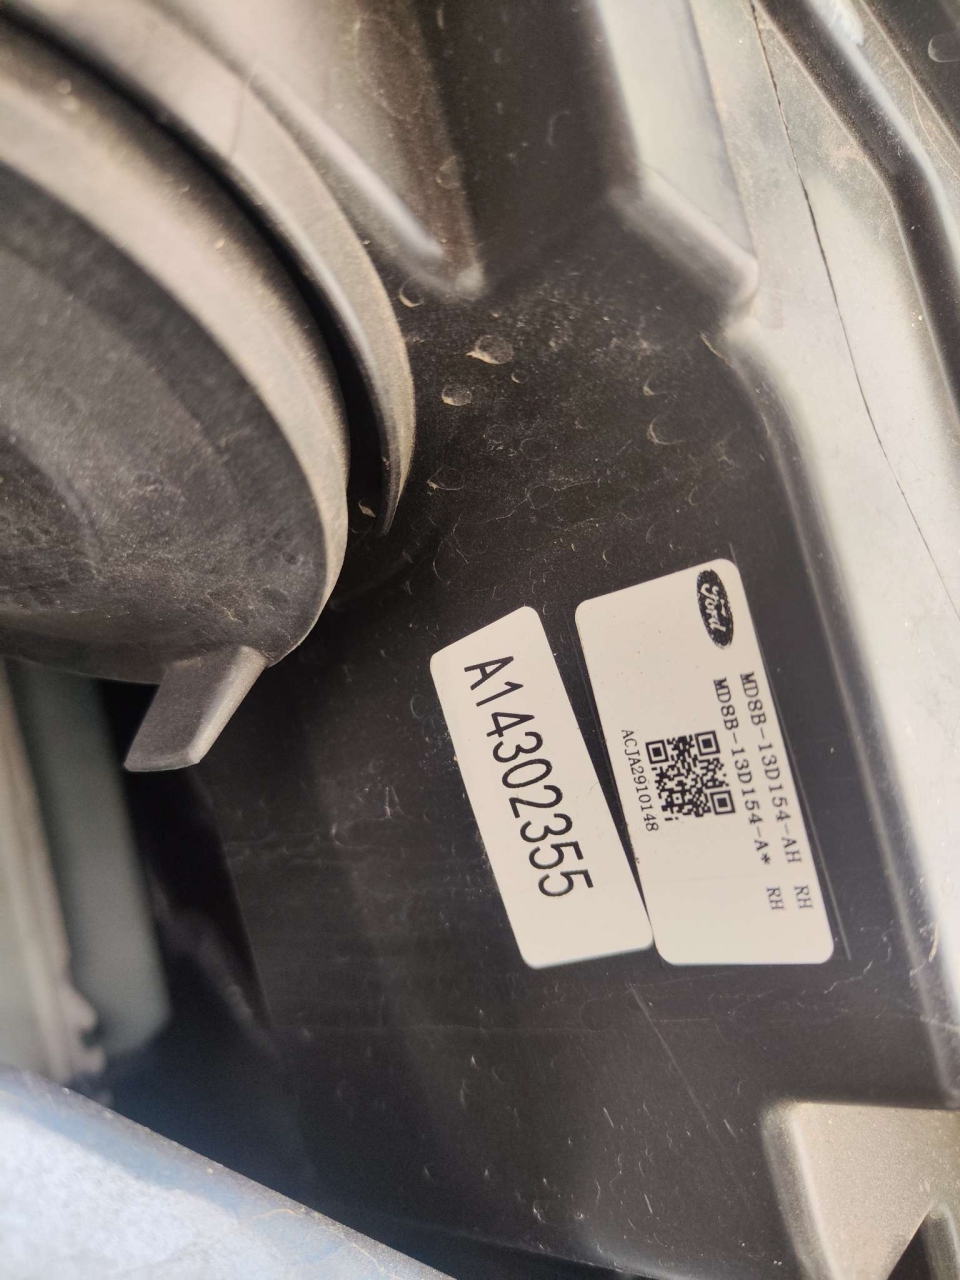 Ford
MD8B-13D154-AH RH
MD8B-13D154-A* RH
ACJA2910148
A14302355